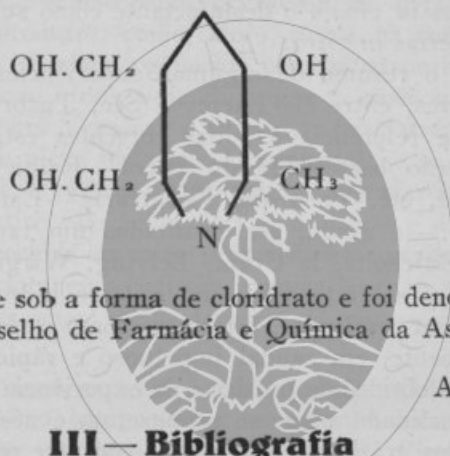 OH. CH₂ OH
OH. CH₂ CH₃
N
e sob a forma de cloridrato e foi deno
selho de Farmácia e Química da As
A
III — Bibliografia